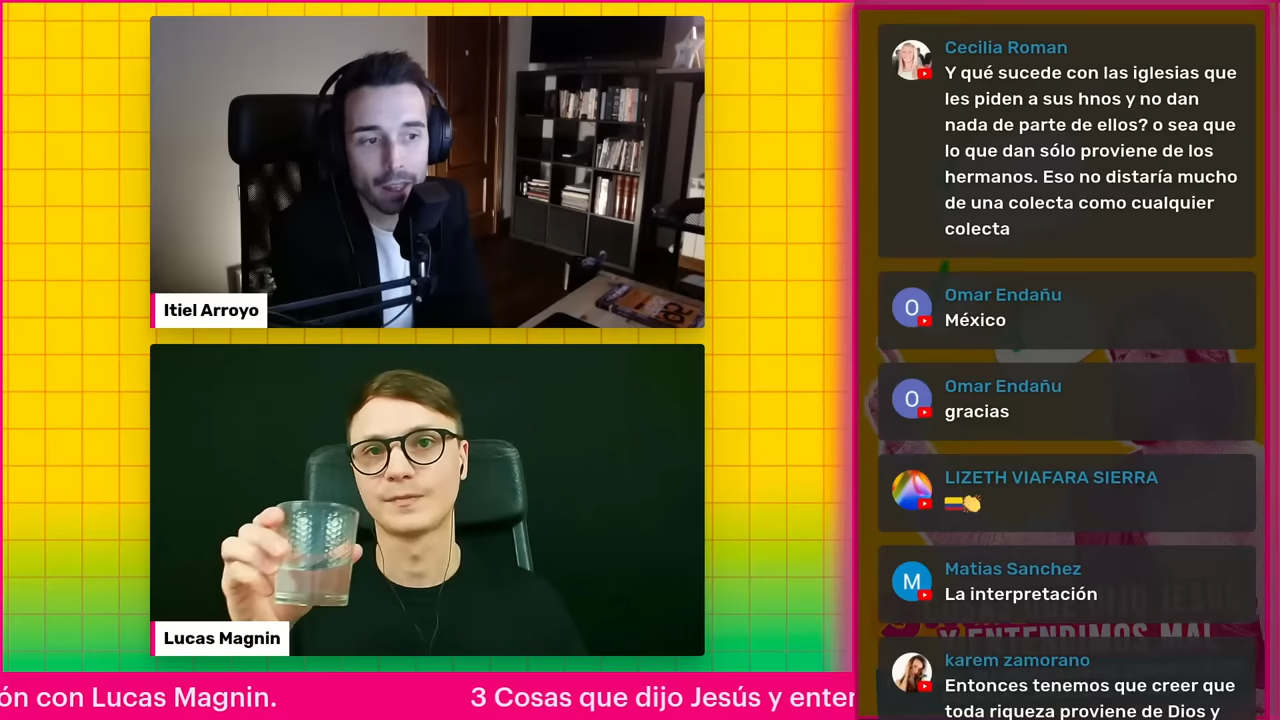 Itiel Arroyo
Lucas Magnin
ón con Lucas Magnin.
3 Cosas que dijo Jesús y enter
Cecilia Roman
Y qué sucede con las iglesias que
les piden a sus hnos y no dan
nada de parte de ellos? o sea que
lo que dan sólo proviene de los
hermanos. Eso no distaría mucho
de una colecta como cualquier
colecta
Omar Endañu
México
Omar Endañu
gracias
LIZETH VIAFARA SIERRA
Matias Sanchez
La interpretación
Y ENTENDIMOS MAL
karem zamorano
Entonces tenemos que creer que
toda riqueza proviene de Dios y